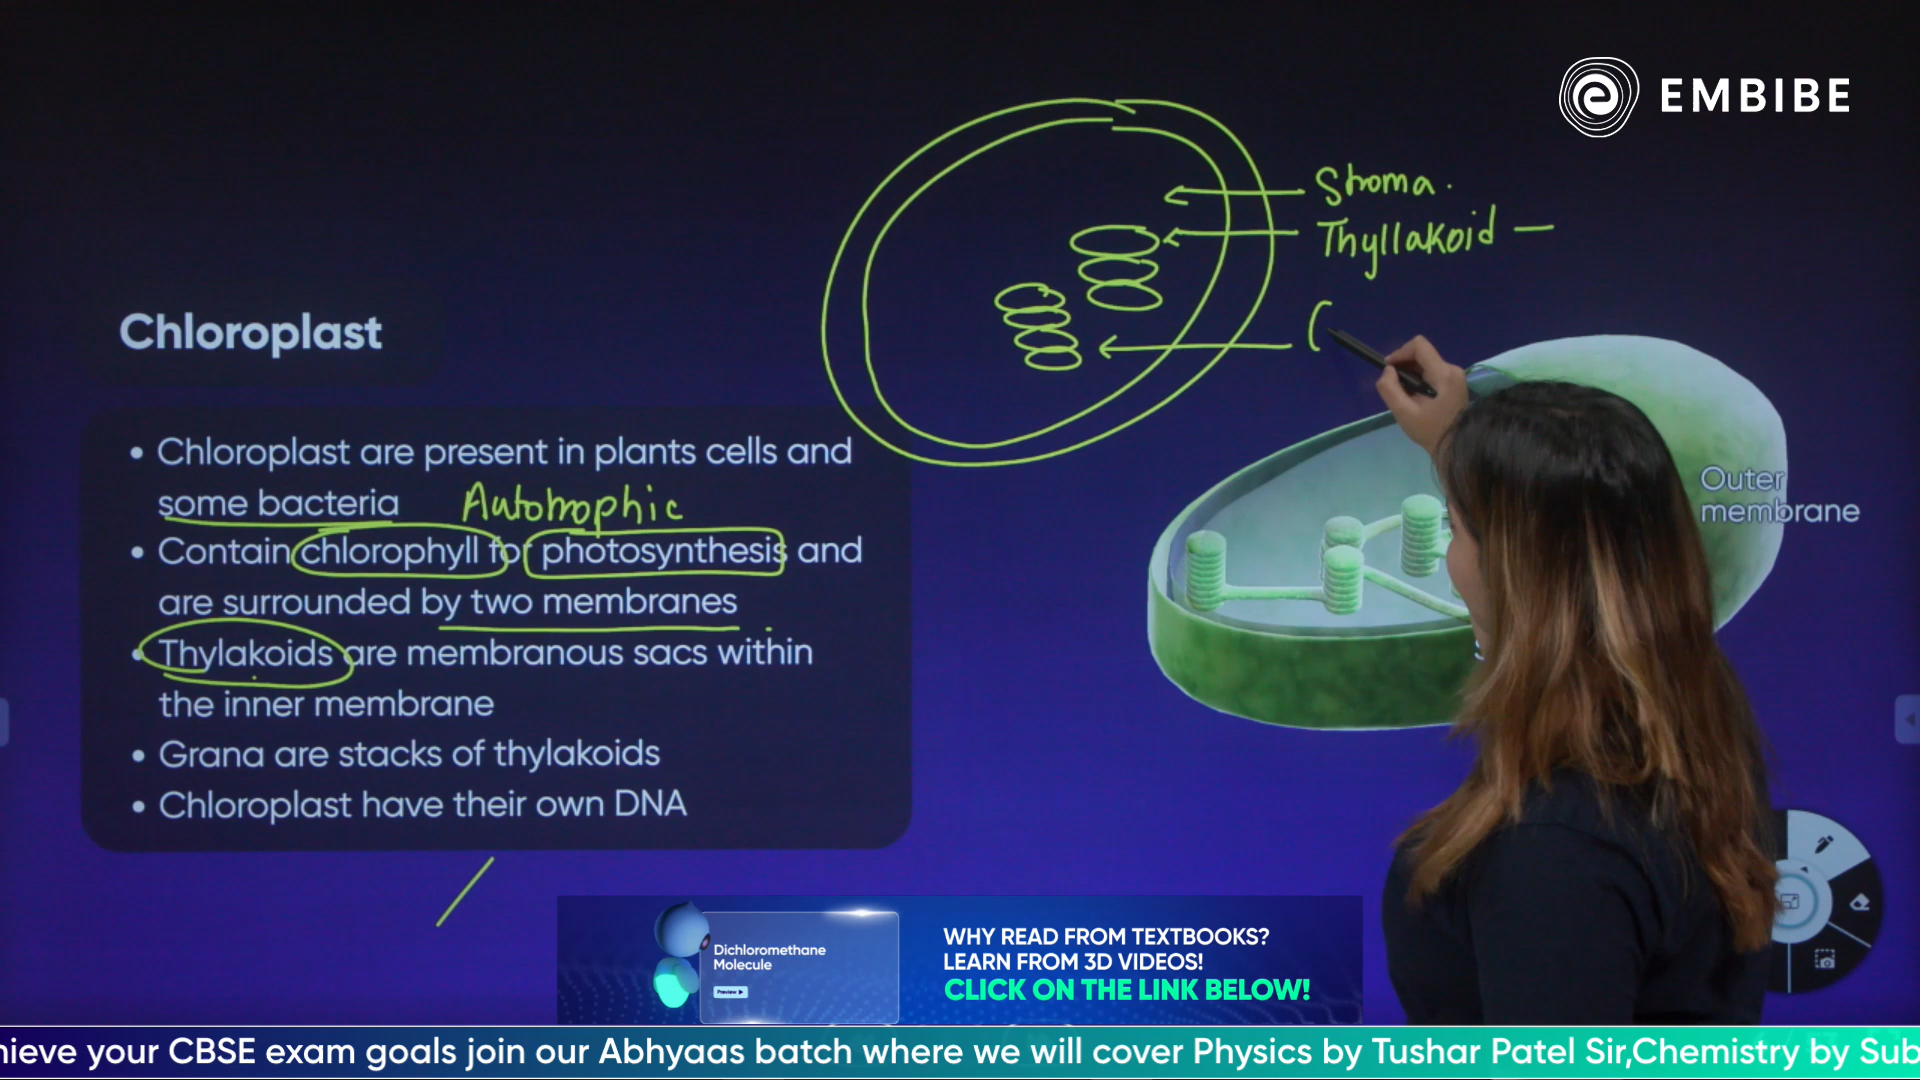 EMBIBE
Stroma.
Thyllakoid —
Chloroplast
• Chloroplast are present in plants cells and
some bacteria
Autotrophic
• Contain chlorophyll for photosynthesis and
are surrounded by two membranes
• Thylakoids are membranous sacs within
the inner membrane
• Grana are stacks of thylakoids
• Chloroplast have their own DNA
Outer
membrane
Dichloromethane
Molecule
Preview
WHY READ FROM TEXTBOOKS?
LEARN FROM 3D VIDEOS!
CLICK ON THE LINK BELOW!
hieve your CBSE exam goals join our Abhyaas batch where we will cover Physics by Tushar Patel Sir,Chemistry by Sub